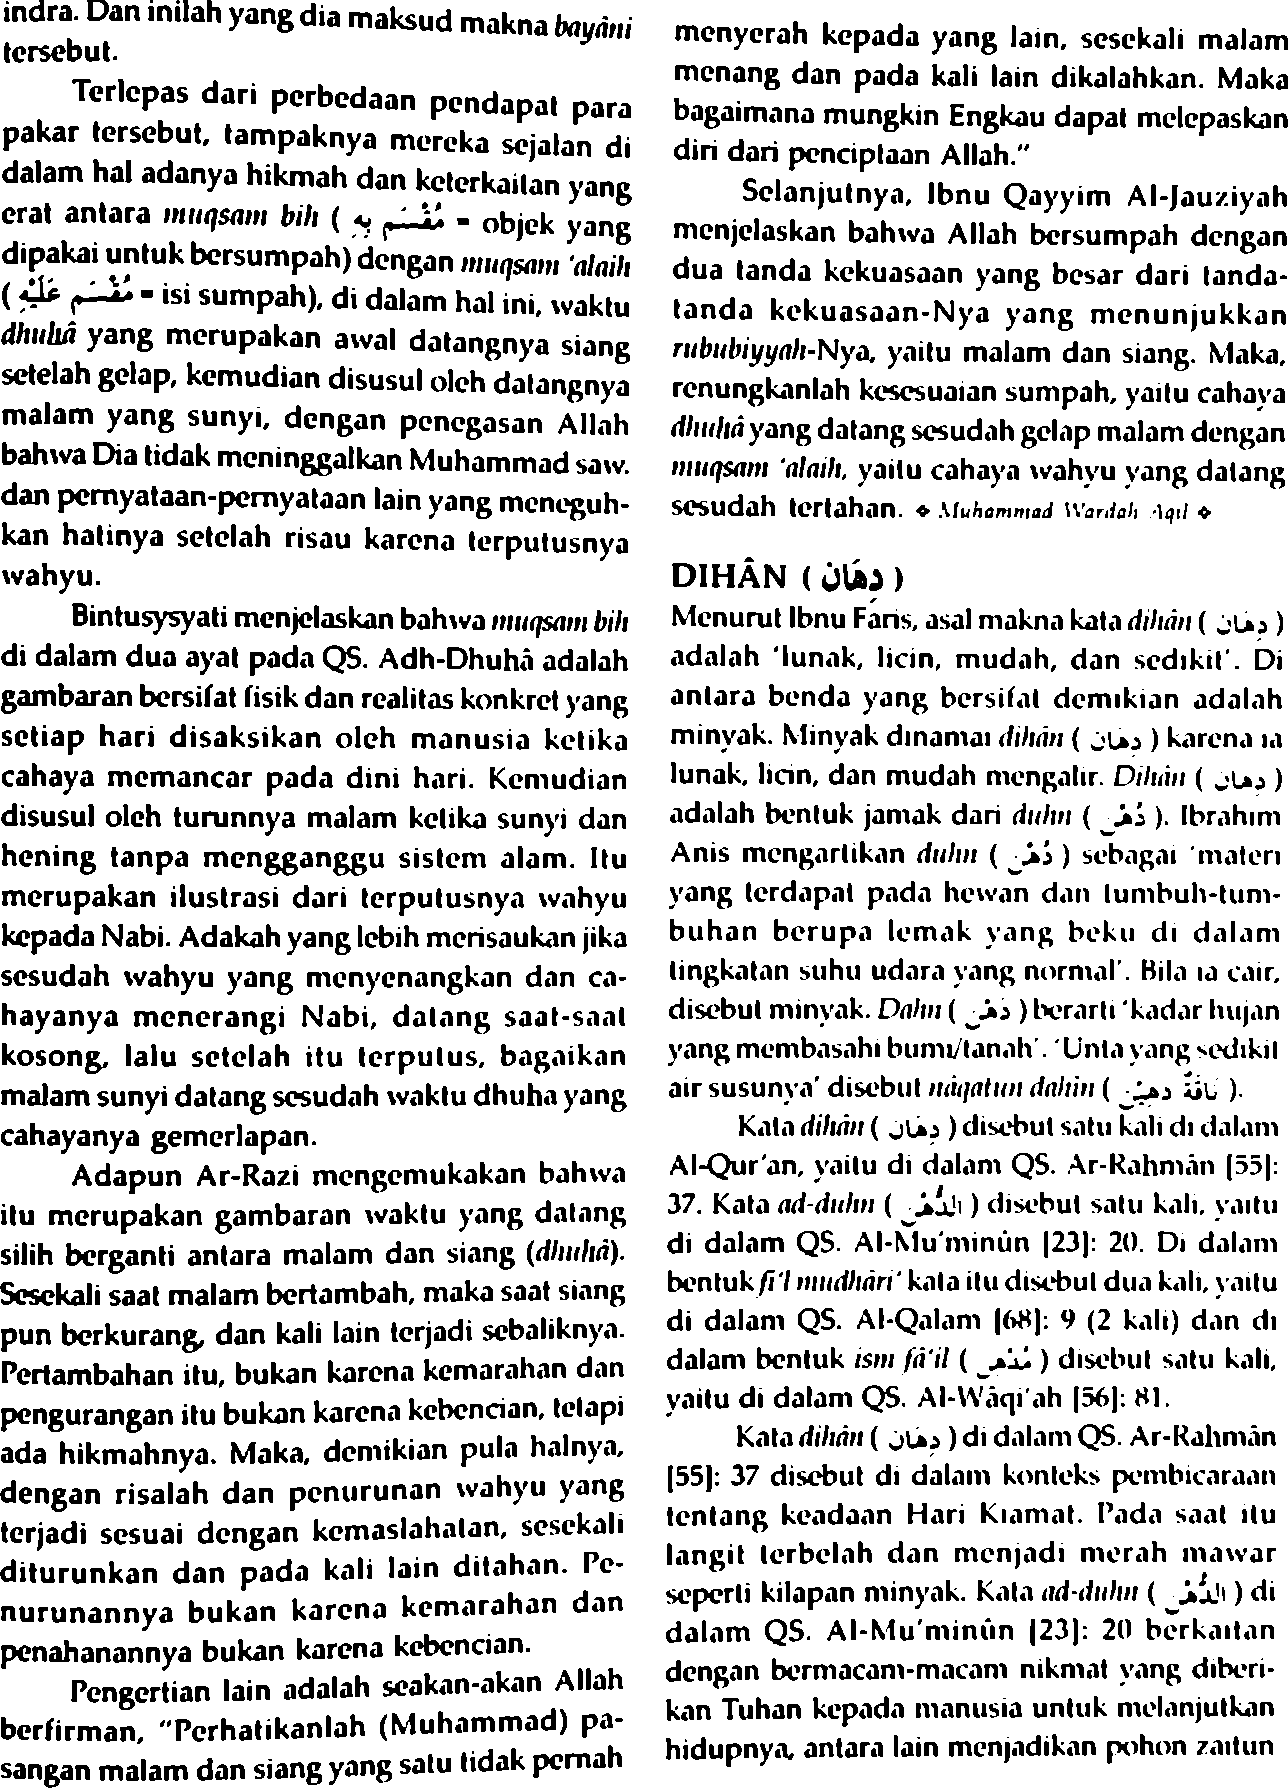 indra. Dan inilah yang dia maksud makna bayâni
tersebut.
Terlepas dari perbedaan pendapat para
pakar tersebut, tampaknya mereka sejalan di
dalam hal adanya hikmah dan keterkaitan yang
erat antara muqsam bih ( مُقْسَم بِهِ = objek yang
dipakai untuk bersumpah) dengan muqsam 'alaih
( مُقْسَم عَلَيْهِ = isi sumpah), di dalam hal ini, waktu
dhuhâ yang merupakan awal datangnya siang
setelah gelap, kemudian disusul oleh datangnya
malam yang sunyi, dengan penegasan Allah
bahwa Dia tidak meninggalkan Muhammad saw.
dan pernyataan-pernyataan lain yang meneguh-
kan hatinya setelah risau karena terputusnya
wahyu.
Bintusysyati menjelaskan bahwa muqsam bih
di dalam dua ayat pada QS. Adh-Dhuhâ adalah
gambaran bersifat fisik dan realitas konkret yang
setiap hari disaksikan oleh manusia ketika
cahaya memancar pada dini hari. Kemudian
disusul oleh turunnya malam ketika sunyi dan
hening tanpa mengganggu sistem alam. Itu
merupakan ilustrasi dari terputusnya wahyu
kepada Nabi. Adakah yang lebih merisaukan jika
sesudah wahyu yang menyenangkan dan ca-
hayanya menerangi Nabi, datang saat-saat
kosong, lalu setelah itu terputus, bagaikan
malam sunyi datang sesudah waktu dhuha yang
cahayanya gemerlapan.
Adapun Ar-Razi mengemukakan bahwa
itu merupakan gambaran waktu yang datang
silih berganti antara malam dan siang (dhuhâ).
Sesekali saat malam bertambah, maka saat siang
pun berkurang, dan kali lain terjadi sebaliknya.
Pertambahan itu, bukan karena kemarahan dan
pengurangan itu bukan karena kebencian, tetapi
ada hikmahnya. Maka, demikian pula halnya,
dengan risalah dan penurunan wahyu yang
terjadi sesuai dengan kemaslahatan, sesekali
diturunkan dan pada kali lain ditahan. Pe-
nurunannya bukan karena kemarahan dan
penahanannya bukan karena kebencian.
Pengertian lain adalah seakan-akan Allah
berfirman, "Perhatikanlah (Muhammad) pa-
sangan malam dan siang yang satu tidak pernah
menyerah kepada yang lain, sesekali malam
menang dan pada kali lain dikalahkan. Maka
bagaimana mungkin Engkau dapat melepaskan
diri dari penciptaan Allah."
Selanjutnya, Ibnu Qayyim Al-Jauziyah
menjelaskan bahwa Allah bersumpah dengan
dua tanda kekuasaan yang besar dari tanda-
tanda kekuasaan-Nya yang menunjukkan
rububiyyah-Nya, yaitu malam dan siang. Maka,
renungkanlah kesesuaian sumpah, yaitu cahaya
dhuhâ yang datang sesudah gelap malam dengan
muqsam 'alaih, yaitu cahaya wahyu yang datang
sesudah tertahan. ❖ Muhammad Wardah Aqil ❖
DIHÂN ( دِهَان )
Menurut Ibnu Fâris, asal makna kata dihân ( دِهَان )
adalah 'lunak, licin, mudah, dan sedikit'. Di
antara benda yang bersifat demikian adalah
minyak. Minyak dinamai dihân ( دِهَان ) karena ia
lunak, licin, dan mudah mengalir. Dihân ( دِهَان )
adalah bentuk jamak dari duhn ( دُهْن ). Ibrahim
Anis mengartikan duhn ( دُهْن ) sebagai 'materi
yang terdapat pada hewan dan tumbuh-tum-
buhan berupa lemak yang beku di dalam
tingkatan suhu udara yang normal'. Bila ia cair,
disebut minyak. Dahn ( دَهْن ) berarti 'kadar hujan
yang membasahi bumi/tanah'. 'Unta yang sedikit
air susunya' disebut nâqatun dahîn ( نَاقَةٌ دَهِيْن ).
Kata dihân ( دِهَان ) disebut satu kali di dalam
Al-Qur'an, yaitu di dalam QS. Ar-Rahmân [55]:
37. Kata ad-duhn ( الدُّهْن ) disebut satu kali, yaitu
di dalam QS. Al-Mu'minûn [23]: 20. Di dalam
bentuk fi'l mudhâri' kata itu disebut dua kali, yaitu
di dalam QS. Al-Qalam [68]: 9 (2 kali) dan di
dalam bentuk ism fâ'il ( مُدْهِن ) disebut satu kali,
yaitu di dalam QS. Al-Wâqi'ah [56]: 81.
Kata dihân ( دِهَان ) di dalam QS. Ar-Rahmân
[55]: 37 disebut di dalam konteks pembicaraan
tentang keadaan Hari Kiamat. Pada saat itu
langit terbelah dan menjadi merah mawar
seperti kilapan minyak. Kata ad-duhn ( الدُّهْن ) di
dalam QS. Al-Mu'minûn [23]: 20 berkaitan
dengan bermacam-macam nikmat yang diberi-
kan Tuhan kepada manusia untuk melanjutkan
hidupnya, antara lain menjadikan pohon zaitun